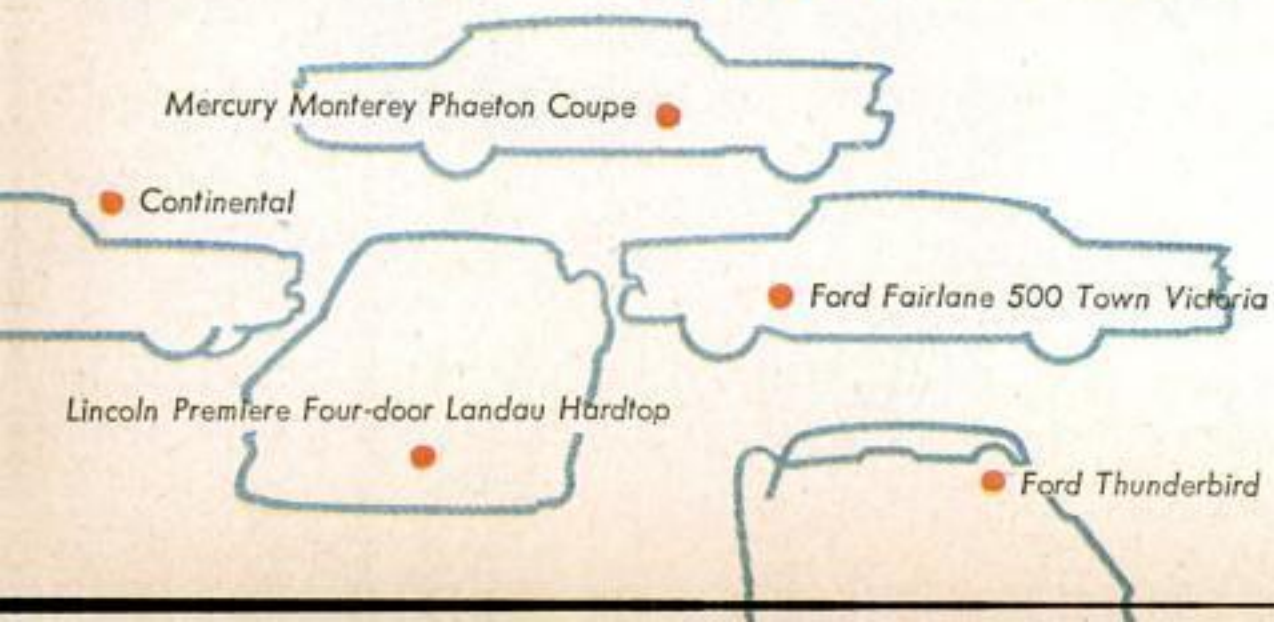 Mercury Monterey Phaeton Coupe
Continental
Ford Fairlane 500 Town Victoria
Lincoln Premiere Four-door Landau Hardtop
Ford Thunderbird